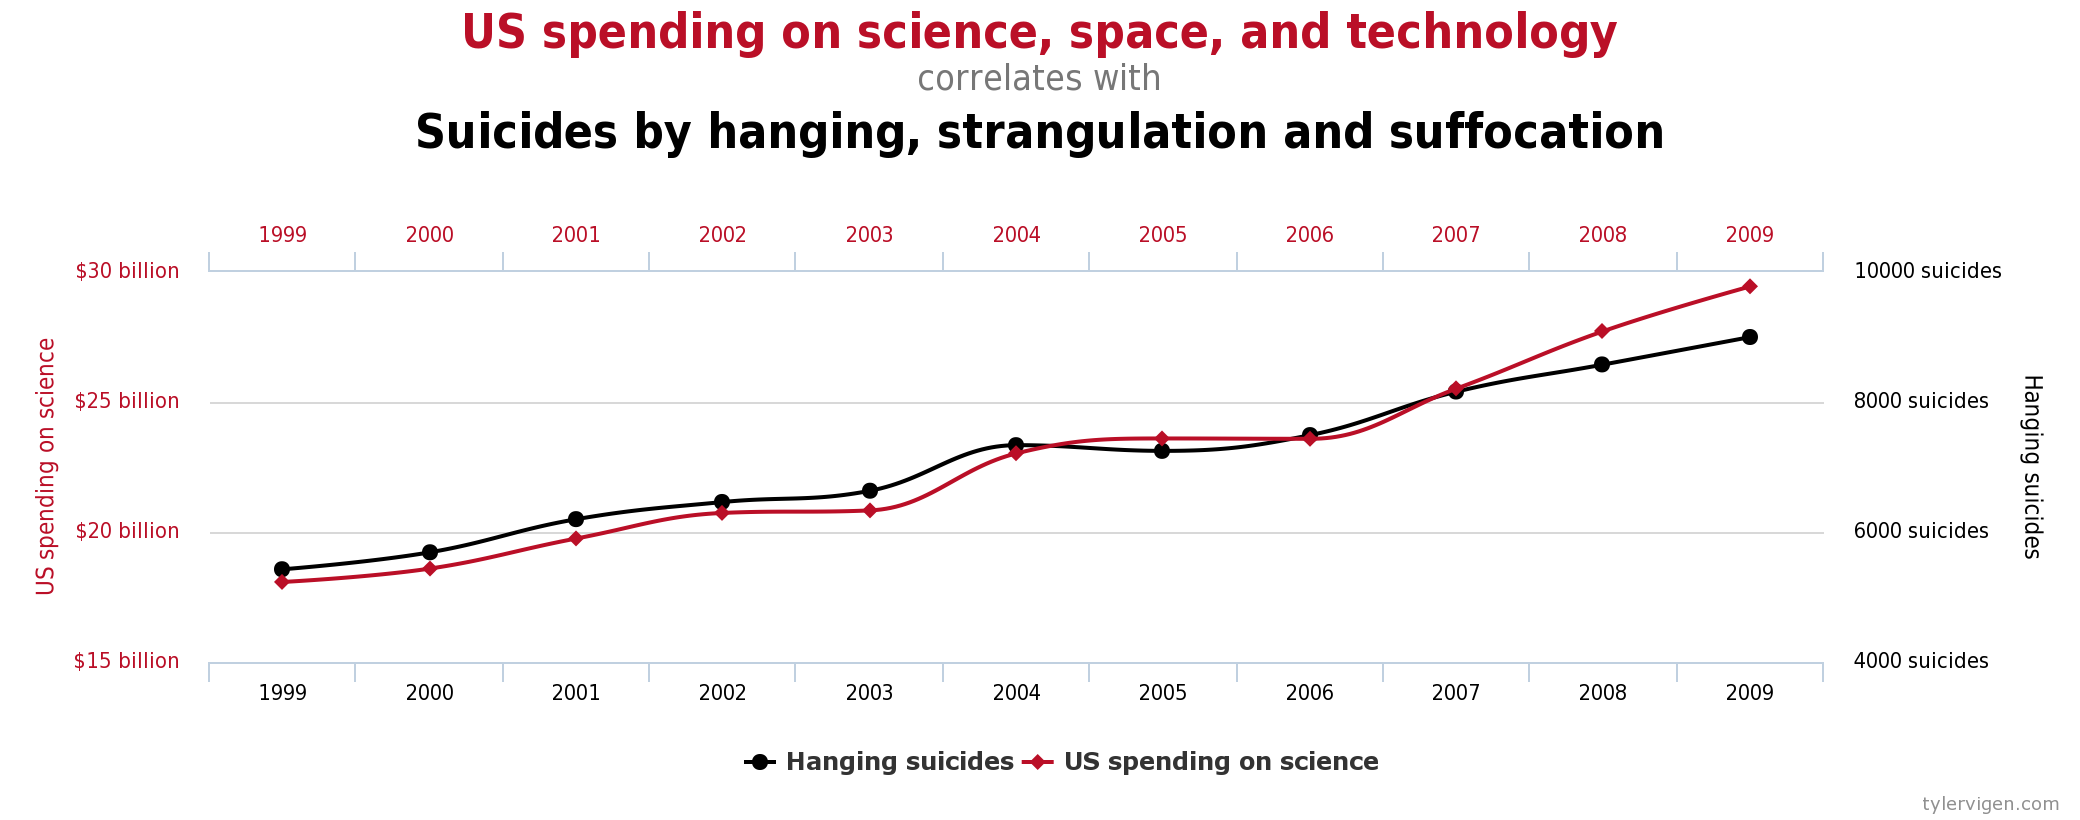 US spending on science, space, and technology
correlates with
Suicides by hanging, strangulation and suffocation
1999 2000 2001 2002 2003 2004 2005 2006 2007 2008 2009
$30 billion
10000 suicides
$25 billion
8000 suicides
$20 billion
6000 suicides
$15 billion
4000 suicides
US spending on science
Hanging suicides
1999 2000 2001 2002 2003 2004 2005 2006 2007 2008 2009
Hanging suicides US spending on science
tylervigen.com